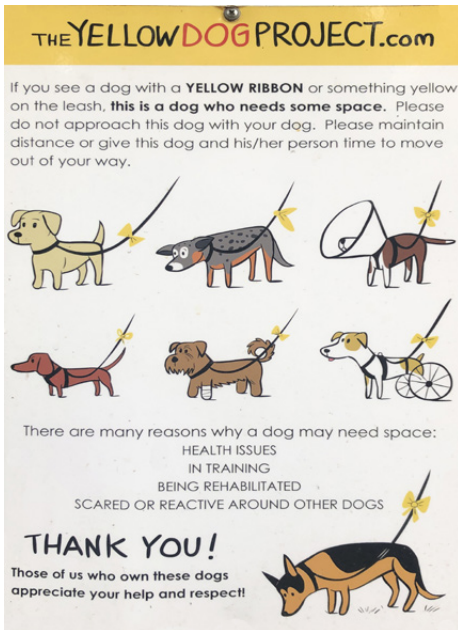 THEYELLOWDOGPROJECT.com
If you see a dog with a YELLOW RIBBON or something yellow
on the leash, this is a dog who needs some space. Please
do not approach this dog with your dog. Please maintain
distance or give this dog and his/her person time to move
out of your way.
There are many reasons why a dog may need space:
HEALTH ISSUES
IN TRAINING
BEING REHABILITATED
SCARED OR REACTIVE AROUND OTHER DOGS
THANK YOU!
Those of us who own these dogs
appreciate your help and respect!